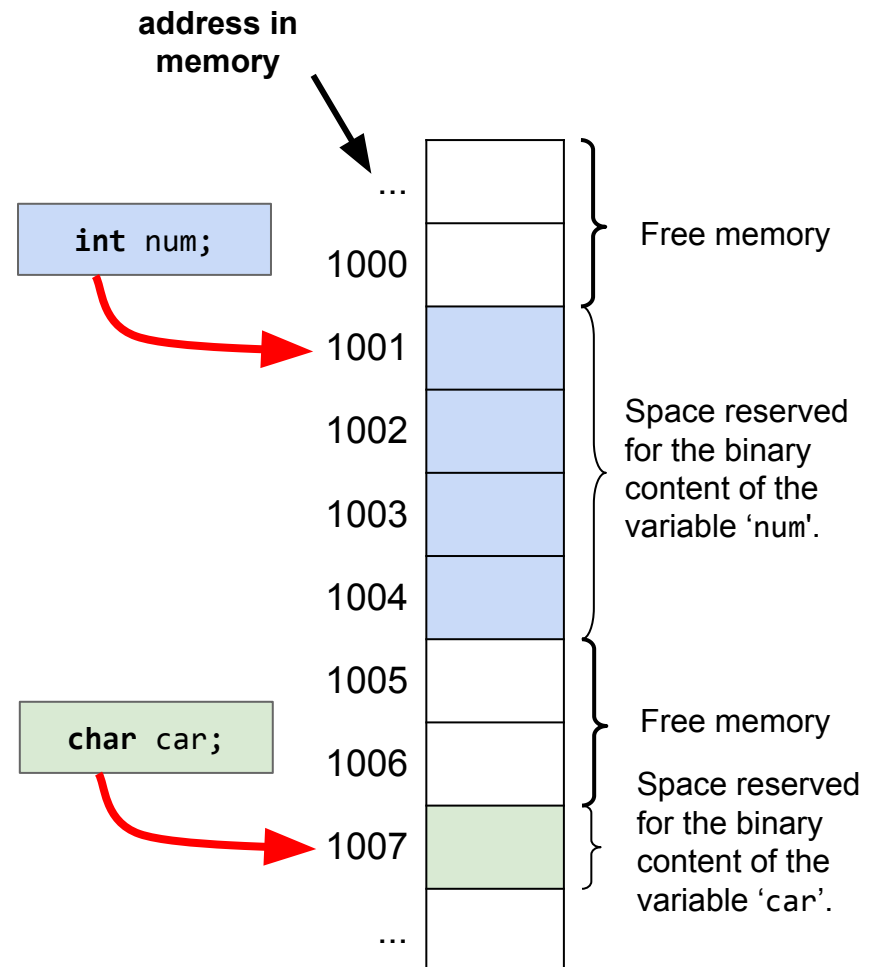 address in
memory
...
int num;
1000
Free memory
1001
1002
Space reserved
for the binary
content of the
variable ‘num'.
1003
1004
1005
char car;
Free memory
1006
Space reserved
for the binary
content of the
variable ‘car’.
1007
...